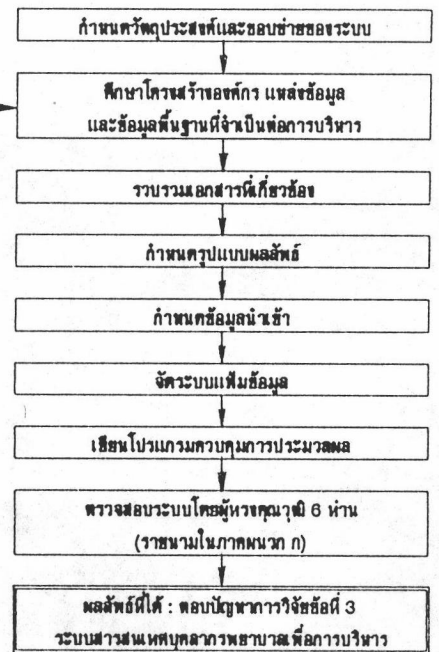 กำหนดวัตถุประสงค์และขอบข่ายของระบบ
ศึกษาโครงสร้างองค์กร แหล่งข้อมูล
และข้อมูลพื้นฐานที่จำเป็นต่อการบริหาร
รวบรวมเอกสารที่เกี่ยวข้อง
กำหนดรูปแบบผลลัพธ์
กำหนดข้อมูลนำเข้า
จัดระบบแฟ้มข้อมูล
เขียนโปรแกรมควบคุมการประมวลผล
ตรวจสอบระบบโดยผู้ทรงคุณวุฒิ 6 ท่าน
(รายนามในภาคผนวก ก)
ผลลัพธ์ที่ได้ : ตอบปัญหาการวิจัยข้อที่ 3
ระบบสารสนเทศบุคลากรพยาบาลเพื่อการบริหาร